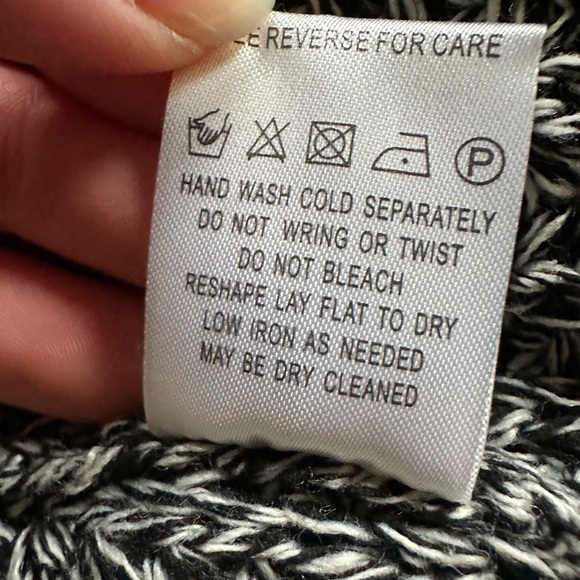 REVERSE FOR CARE
P
HAND WASH COLD SEPARATELY
DO NOT WRING OR TWIST
DO NOT BLEACH
RESHAPE LAY FLAT TO DRY
LOW IRON AS NEEDED
MAY BE DRY CLEANED